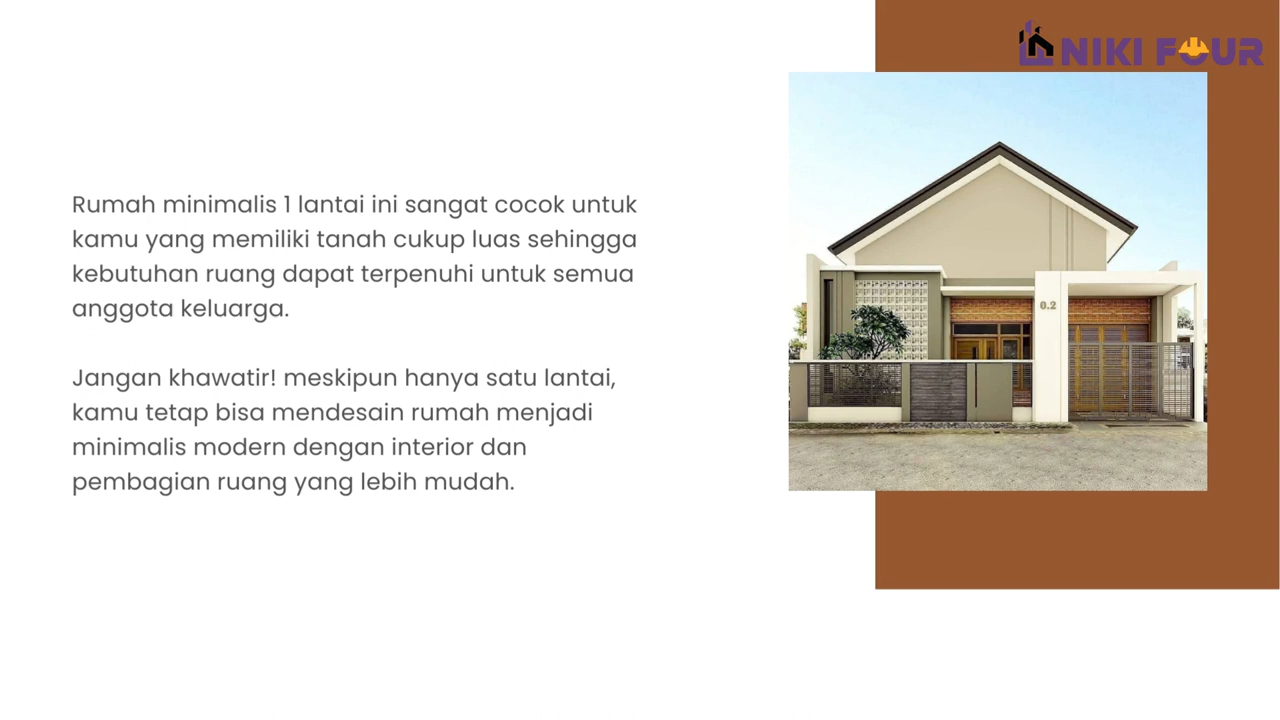 NIKI FOUR
Rumah minimalis 1 lantai ini sangat cocok untuk
kamu yang memiliki tanah cukup luas sehingga
kebutuhan ruang dapat terpenuhi untuk semua
anggota keluarga.
Jangan khawatir! meskipun hanya satu lantai,
kamu tetap bisa mendesain rumah menjadi
minimalis modern dengan interior dan
pembagian ruang yang lebih mudah.
0.2